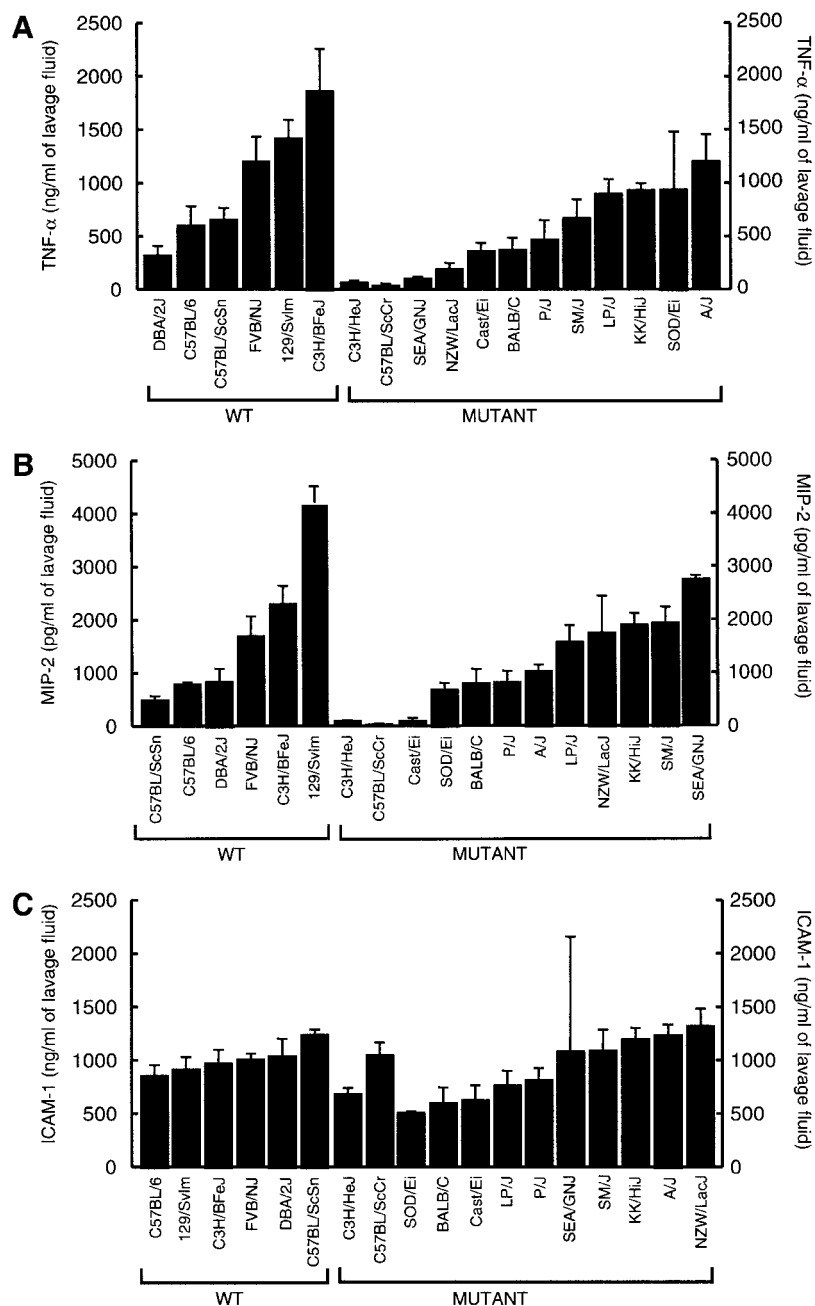 A
TNF-α (ng/ml of lavage fluid)
2500
2000
1500
1000
500
0
2500
2000
1500
1000
500
0
TNF-α (ng/ml of lavage fluid)
DBA/2J
C57BL/6
C57BL/ScSn
FVB/NJ
129/SvIm
C3H/BFeJ
C3H/HeJ
C57BL/ScCr
SEA/GNJ
NZW/LacJ
Cast/Ei
BALB/C
P/J
SM/J
LP/J
KK/HiJ
SOD/Ei
A/J
WT
MUTANT
B
MIP-2 (pg/ml of lavage fluid)
5000
4000
3000
2000
1000
0
5000
4000
3000
2000
1000
0
MIP-2 (pg/ml of lavage fluid)
C57BL/ScSn
C57BL/6
DBA/2J
FVB/NJ
C3H/BFeJ
129/SvIm
C3H/HeJ
C57BL/ScCr
Cast/Ei
SOD/Ei
BALB/C
P/J
A/J
LP/J
NZW/LacJ
KK/HiJ
SM/J
SEA/GNJ
WT
MUTANT
C
ICAM-1 (ng/ml of lavage fluid)
2500
2000
1500
1000
500
0
2500
2000
1500
1000
500
0
ICAM-1 (ng/ml of lavage fluid)
C57BL/6
129/SvIm
C3H/BFeJ
FVB/NJ
DBA/2J
C57BL/ScSn
C3H/HeJ
C57BL/ScCr
SOD/Ei
BALB/C
Cast/Ei
LP/J
P/J
SEA/GNJ
SM/J
KK/HiJ
A/J
NZW/LacJ
WT
MUTANT